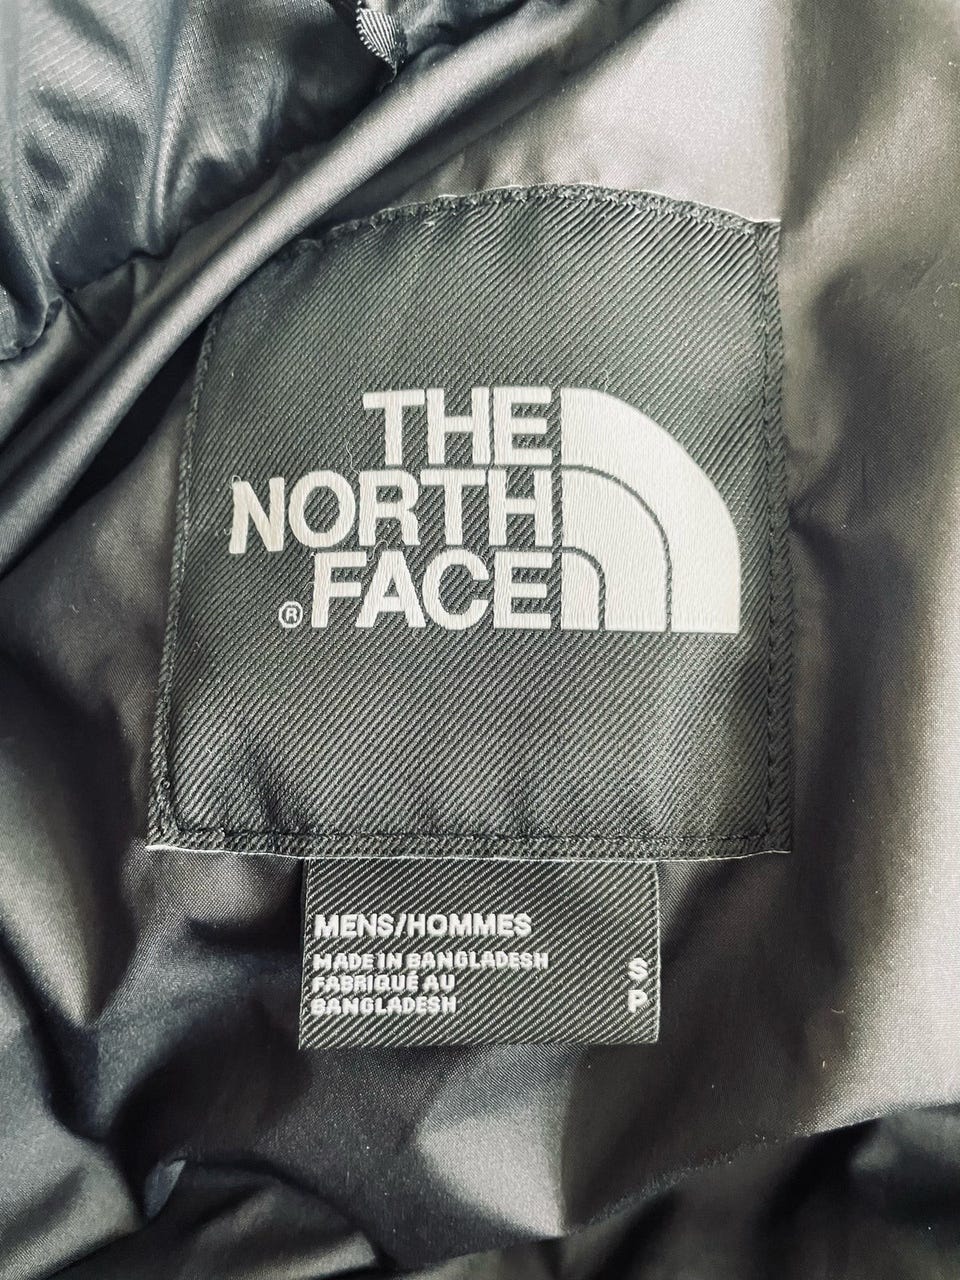 THE
NORTH
FACE
®
MENS/HOMMES
MADE IN BANGLADESH
FABRIQUÉ AU
BANGLADESH
S
P